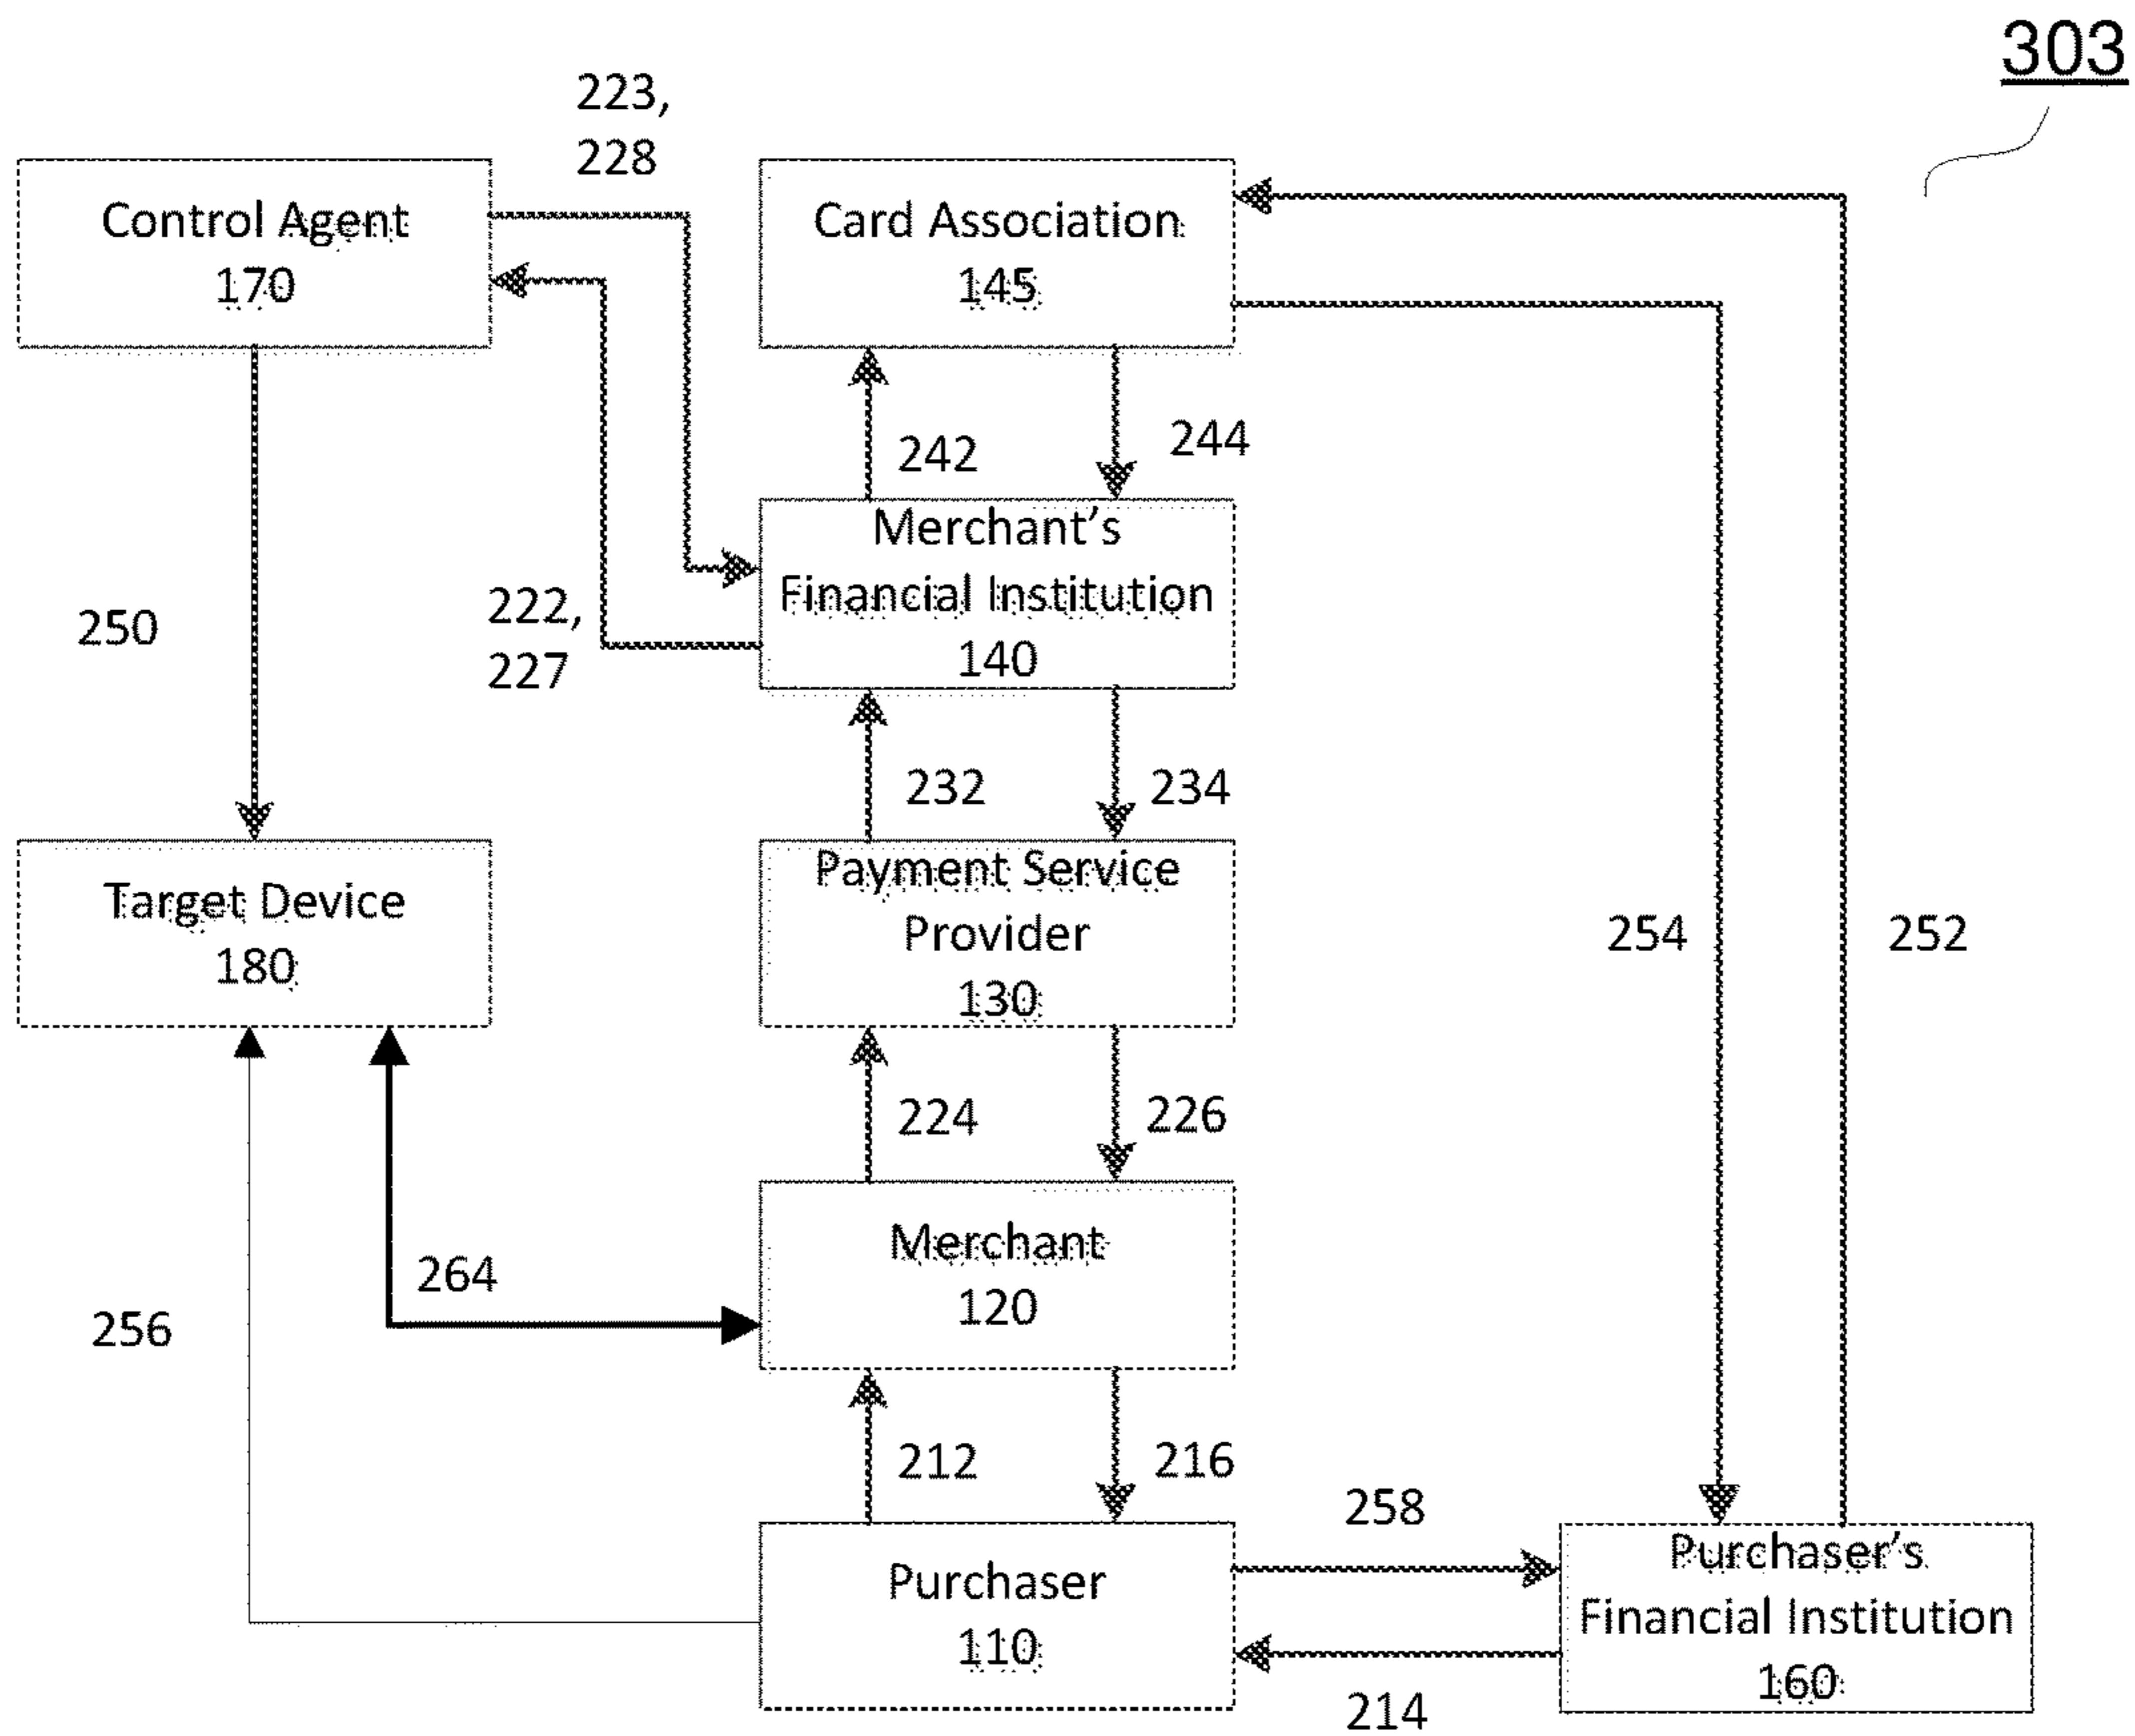 303
223,
228
Control Agent
170
Card Association
145
242
244
Merchant's
Financial Institution
140
222,
227
250
232
234
Payment Service
Provider
130
Target Device
180
254
252
224
226
Merchant
120
264
256
212
216
258
Purchaser
110
Purchaser's
Financial Institution
160
214